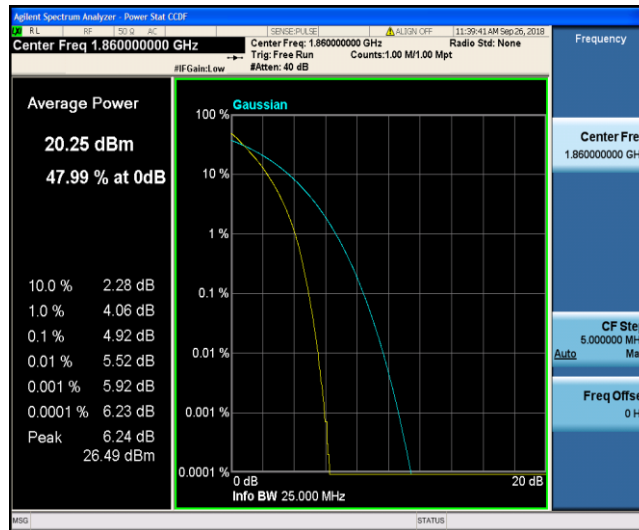 Agilent Spectrum Analyzer - Power Stat CCDF
RL RF 50 Ω AC SENSE:PULSE ALIGN OFF 11:39:41 AM Sep 26, 2018
Center Freq 1.860000000 GHz
Center Freq: 1.860000000 GHz Radio Std: None
Trig: Free Run Counts:1.00 M/1.00 Mpt
#IFGain:Low #Atten: 40 dB
Frequency
Average Power
20.25 dBm
47.99 % at 0dB
10.0 % 2.28 dB
1.0 % 4.06 dB
0.1 % 4.92 dB
0.01 % 5.52 dB
0.001 % 5.92 dB
0.0001 % 6.23 dB
Peak 6.24 dB
26.49 dBm
Gaussian
100 %
10 %
1 %
0.1 %
0.01 %
0.001 %
0.0001 %
0 dB 20 dB
Info BW 25.000 MHz
Center Fre
1.860000000 GH
CF Ste
5.000000 MH
Auto Ma
Freq Offse
0 H
MSG STATUS